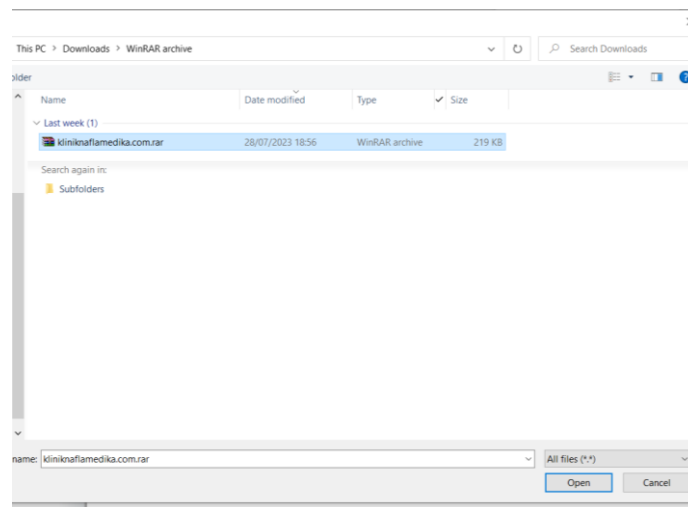 This PC > Downloads > WinRAR archive
Search Downloads
older
Name Date modified Type Size
Last week (1)
kliniknaflamedika.com.rar 28/07/2023 18:56 WinRAR archive 219 KB
Search again in:
Subfolders
name: kliniknaflamedika.com.rar All files (*.*)
Open Cancel